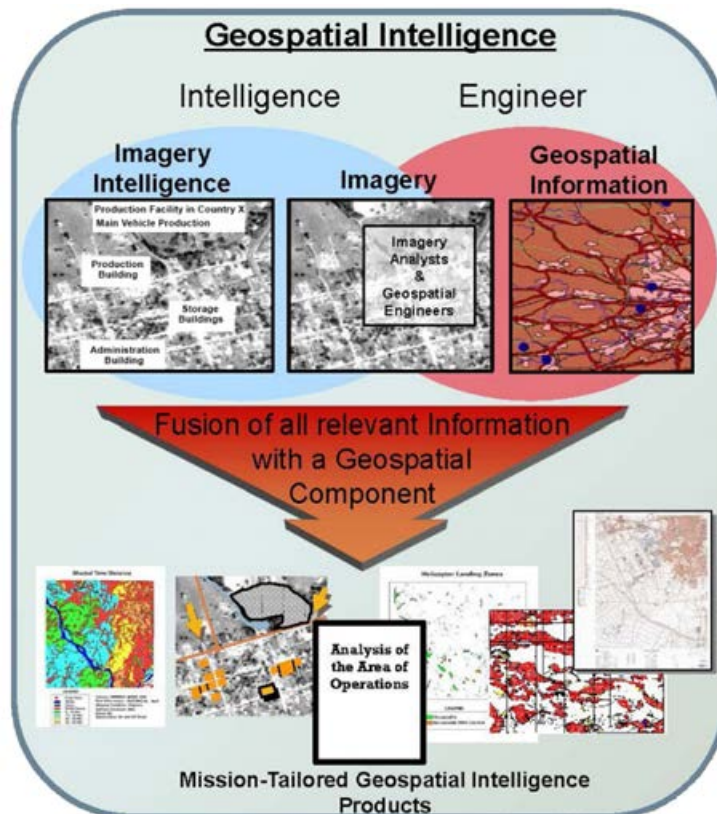 Geospatial Intelligence
Intelligence
Engineer
Imagery
Intelligence
Imagery
Geospatial
Information
Production Facility in Country X
Main Vehicle Production
Production
Building
Storage
Buildings
Administration
Building
Imagery
Analysts
&
Geospatial
Engineers
Fusion of all relevant Information
with a Geospatial
Component
Helicopter Landing Zones
Analysis of
the Area of
Operations
Mission-Tailored Geospatial Intelligence
Products